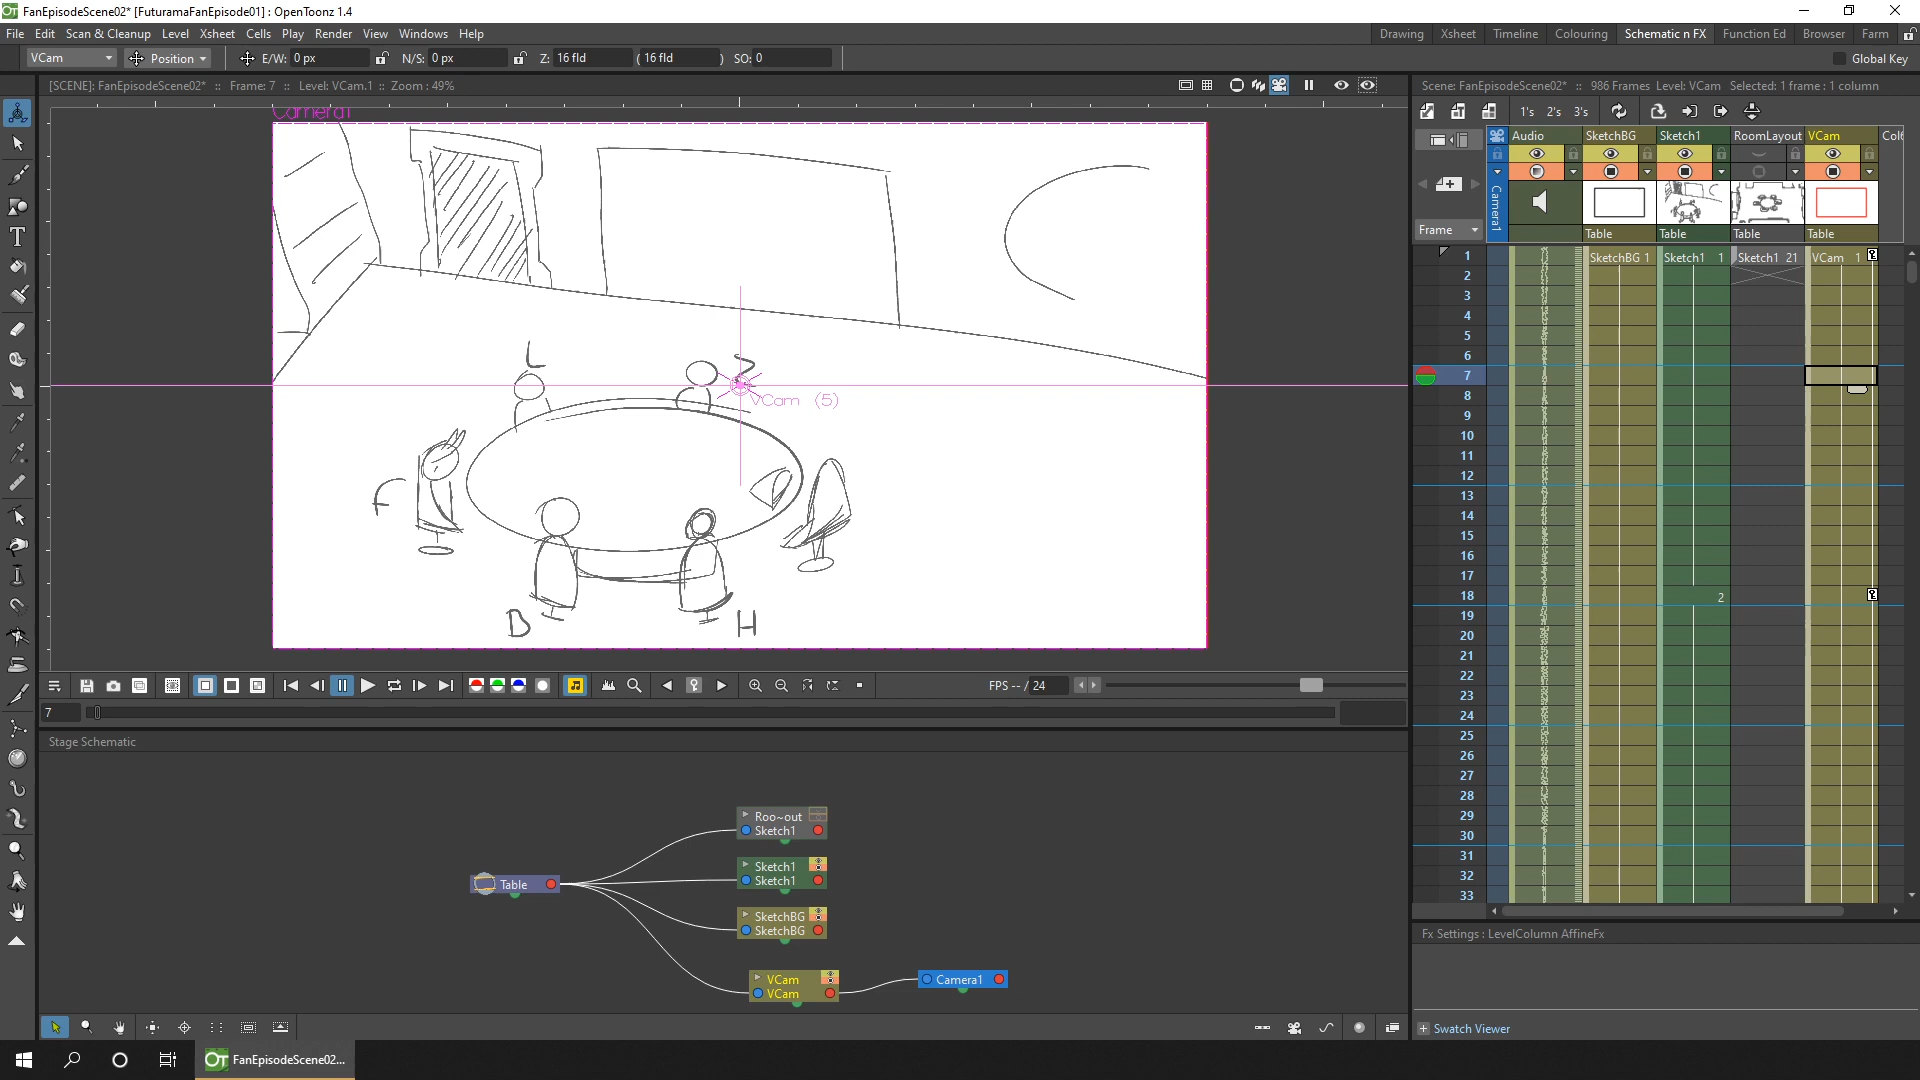 FanEpisodeScene02* [FuturamaFanEpisode01] : OpenToonz 1.4
File Edit Scan & Cleanup Level Xsheet Cells Play Render View Windows Help
Drawing Xsheet Timeline Colouring Schematic n FX Function Ed Browser Farm
VCam Position E/W: 0 px N/S: 0 px Z: 16 fld ( 16 fld ) SO: 0
Global Key
[SCENE]: FanEpisodeScene02* :: Frame: 7 :: Level: VCam.1 :: Zoom : 49%
Scene: FanEpisodeScene02* :: 986 Frames Level: VCam Selected: 1 frame : 1 column
1's 2's 3's
Camera1
Audio SketchBG Sketch1 RoomLayout VCam
Camera1
Frame
Table Table Table Table
1 SketchBG 1 Sketch1 1 Sketch1 21 VCam 1
2
3
4
5
6
7
8
9
10
11
12
13
14
15
16
17
18 2
19
20
21
22
23
24
25
26
27
28
29
30
31
32
33
L
VCam (5)
F
B H
FPS -- / 24
7
Stage Schematic
Roo~out
Sketch1
Sketch1
Sketch1
Table
SketchBG
SketchBG
VCam
VCam
Camera1
Fx Settings : LevelColumn AffineFx
Swatch Viewer
OT FanEpisodeScene02...